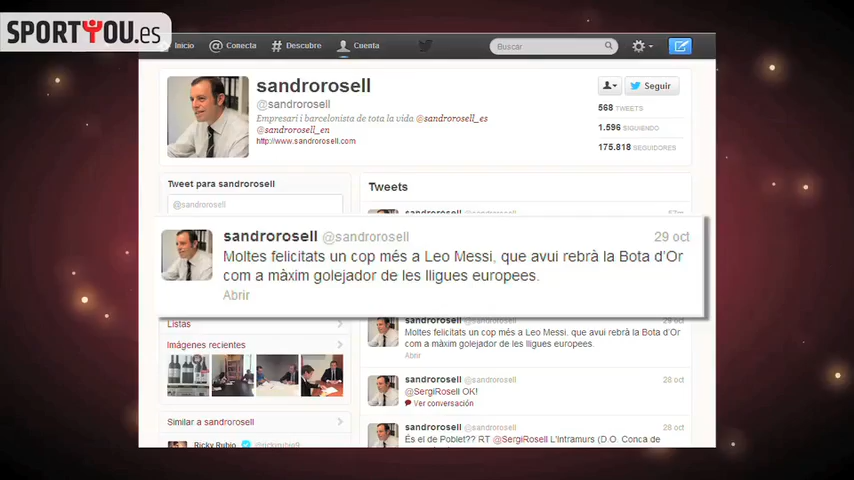 SPORTYOU.es
Inicio
@ Conecta
# Descubre
Cuenta
Buscar
sandrorosell
@sandrorosell
Empresari i barcelonista de tota la vida @sandrorosell_es
@sandrorosell_en
http://www.sandrorosell.com
Seguir
568 TWEETS
1.596 SIGUIENDO
175.818 SEGUIDORES
Tweet para sandrorosell
@sandrorosell
Tweets
sandrorosell @sandrorosell 29 oct
Moltes felicitats un cop més a Leo Messi, que avui rebrà la Bota d'Or
com a màxim golejador de les lligues europees.
Abrir
Listas
Imágenes recientes
Similar a sandrorosell
Ricky Rubio @rickyrubio9
sandrorosell @sandrorosell 29 oct
Moltes felicitats un cop més a Leo Messi, que avui rebrà la Bota d'Or
com a màxim golejador de les lligues europees.
Abrir
sandrorosell @sandrorosell 28 oct
@SergiRosell OK!
Ver conversación
sandrorosell @sandrorosell 28 oct
És el de Poblet?? RT @SergiRosell L'intramurs (D.O. Conca de